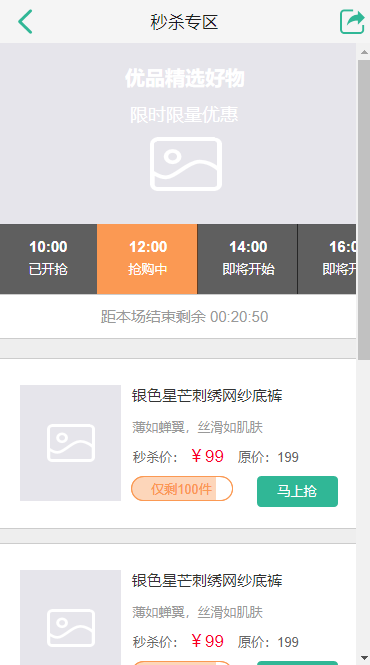 秒杀专区
优品精选好物
限时限量优惠
10:00 12:00 14:00 16:0
已开抢 抢购中 即将开始 即将开
距本场结束剩余 00:20:50
银色星芒刺绣网纱底裤
薄如蝉翼，丝滑如肌肤
秒杀价： ￥99 原价：199
仅剩100件 马上抢
银色星芒刺绣网纱底裤
薄如蝉翼，丝滑如肌肤
秒杀价： ￥99 原价：199